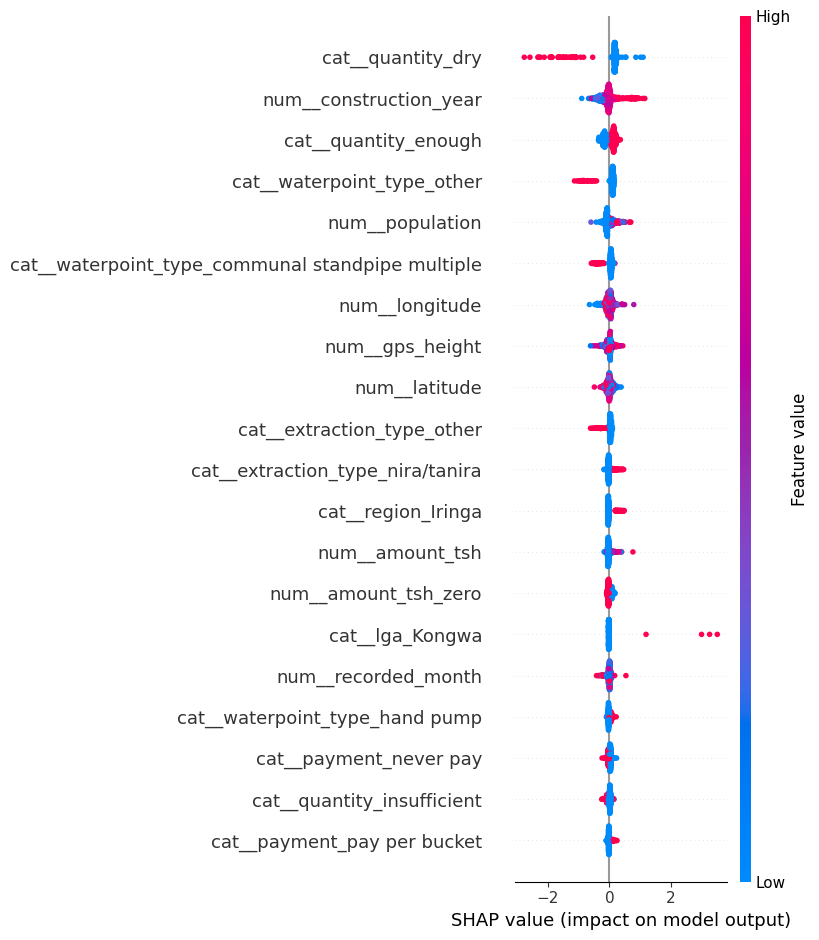 High
cat__quantity_dry
num__construction_year
cat__quantity_enough
cat__waterpoint_type_other
num__population
cat__waterpoint_type_communal standpipe multiple
num__longitude
num__gps_height
num__latitude
cat__extraction_type_other
cat__extraction_type_nira/tanira
cat__region_Iringa
num__amount_tsh
num__amount_tsh_zero
cat__lga_Kongwa
num__recorded_month
cat__waterpoint_type_hand pump
cat__payment_never pay
cat__quantity_insufficient
cat__payment_pay per bucket
Feature value
Low
−2 0 2
SHAP value (impact on model output)